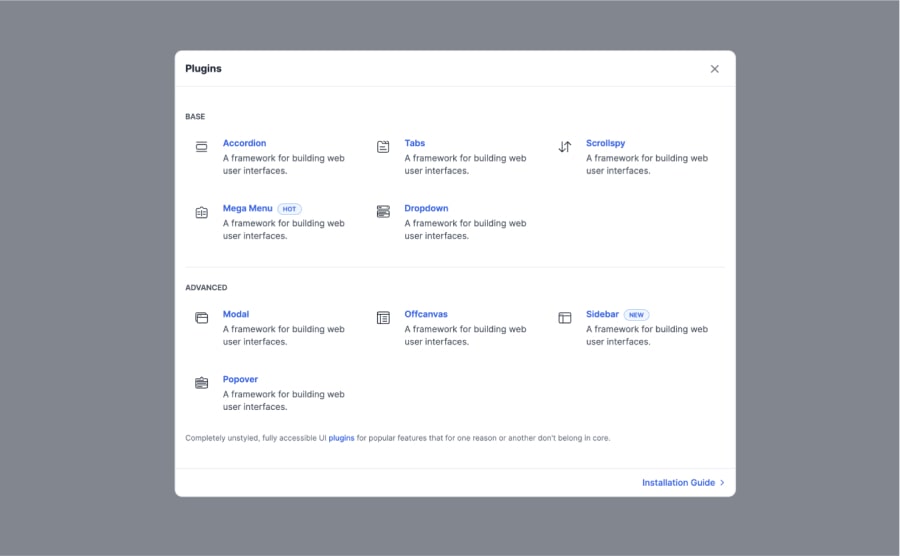 Plugins
BASE
Accordion
A framework for building web
user interfaces.
Tabs
A framework for building web
user interfaces.
Scrollspy
A framework for building web
user interfaces.
Mega Menu HOT
A framework for building web
user interfaces.
Dropdown
A framework for building web
user interfaces.
ADVANCED
Modal
A framework for building web
user interfaces.
Offcanvas
A framework for building web
user interfaces.
Sidebar NEW
A framework for building web
user interfaces.
Popover
A framework for building web
user interfaces.
Completely unstyled, fully accessible UI plugins for popular features that for one reason or another don't belong in core.
Installation Guide